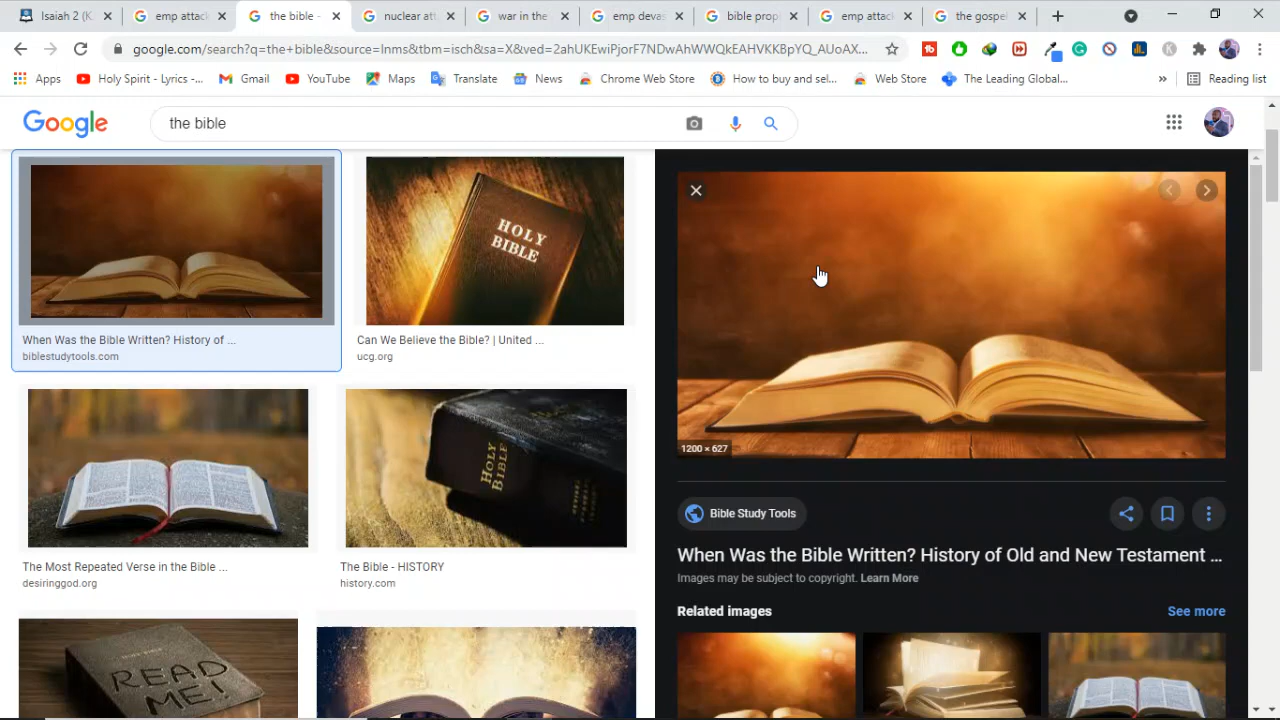 Isaiah 2 (K
emp attack
the bible -
nuclear att
war in the
emp devas
bible prop
emp attack
the gospel
google.com/search?q=the+bible&source=lnms&tbm=isch&sa=X&ved=2ahUKEwiPjorF7NDwAhWWQkEAHVKKBpYQ_AUoAX...
Apps
Holy Spirit - Lyrics -...
Gmail
YouTube
Maps
Translate
News
Chrome Web Store
How to buy and sel...
Web Store
The Leading Global...
»
Reading list
Google
the bible
HOLY
BIBLE
When Was the Bible Written? History of ...
biblestudytools.com
Can We Believe the Bible? | United ...
ucg.org
1200 × 627
HOLY
BIBLE
Bible Study Tools
When Was the Bible Written? History of Old and New Testament ...
Images may be subject to copyright. Learn More
The Most Repeated Verse in the Bible ...
desiringgod.org
The Bible - HISTORY
history.com
Related images
See more
READ
ME!